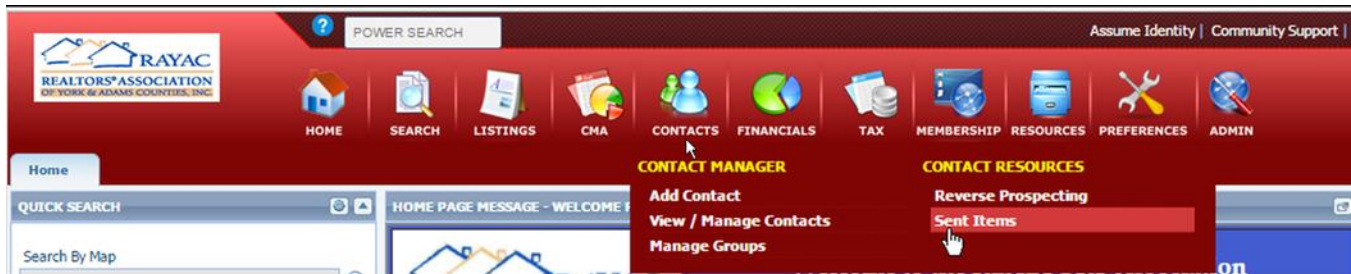 ? POWER SEARCH Assume Identity | Community Support |
RAYAC
REALTORS® ASSOCIATION
OF YORK & ADAMS COUNTIES, INC.
HOME SEARCH LISTINGS CMA CONTACTS FINANCIALS TAX MEMBERSHIP RESOURCES PREFERENCES ADMIN
Home
CONTACT MANAGER CONTACT RESOURCES
Add Contact Reverse Prospecting
View / Manage Contacts Sent Items
Manage Groups
QUICK SEARCH HOME PAGE MESSAGE - WELCOME
Search By Map
on